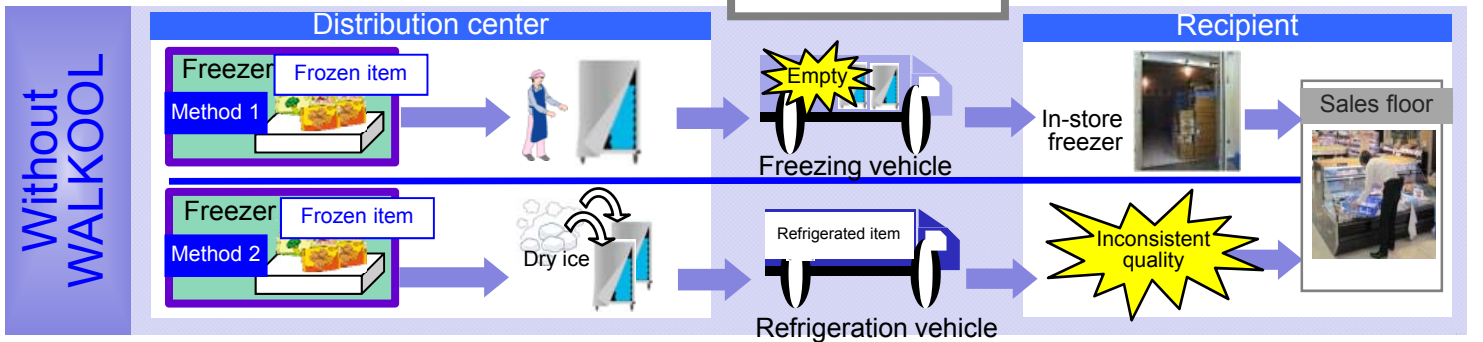 Without
WALKOOL
Distribution center
Recipient
Freezer
Frozen item
Method 1
Empty
Freezing vehicle
In-store
freezer
Sales floor
Freezer
Frozen item
Method 2
Dry ice
Refrigerated item
Refrigeration vehicle
Inconsistent
quality